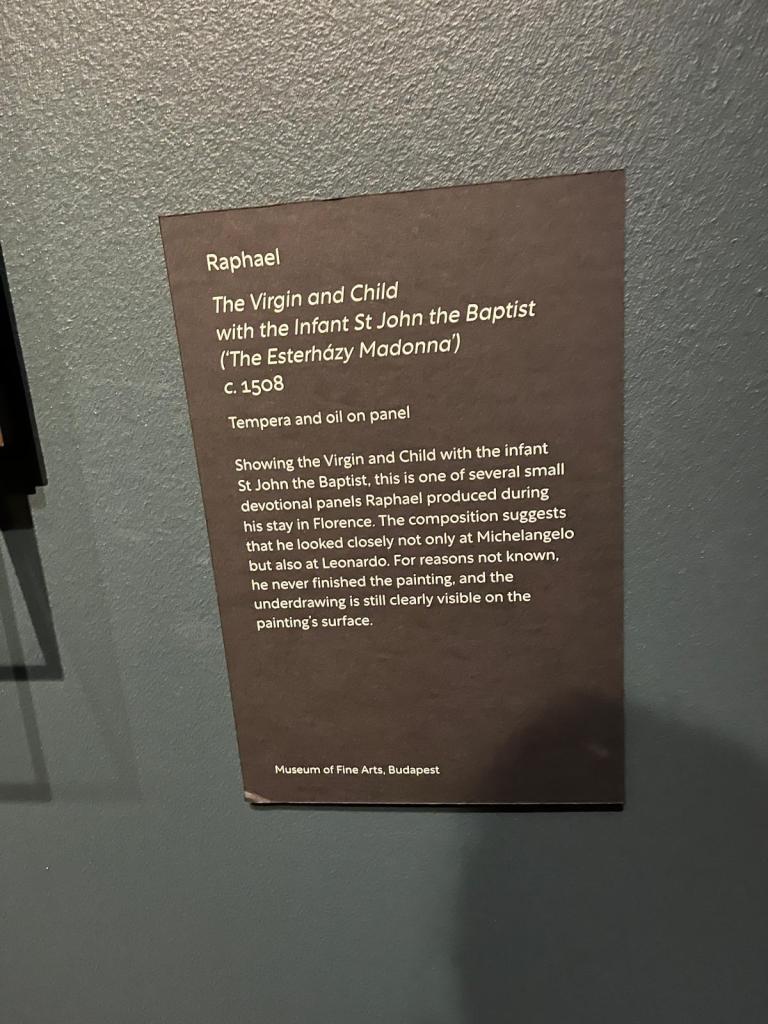 Raphael
The Virgin and Child
with the Infant St John the Baptist
(‘The Esterházy Madonna’)
c. 1508
Tempera and oil on panel
Showing the Virgin and Child with the infant
St John the Baptist, this is one of several small
devotional panels Raphael produced during
his stay in Florence. The composition suggests
that he looked closely not only at Michelangelo
but also at Leonardo. For reasons not known,
he never finished the painting, and the
underdrawing is still clearly visible on the
painting’s surface.
Museum of Fine Arts, Budapest